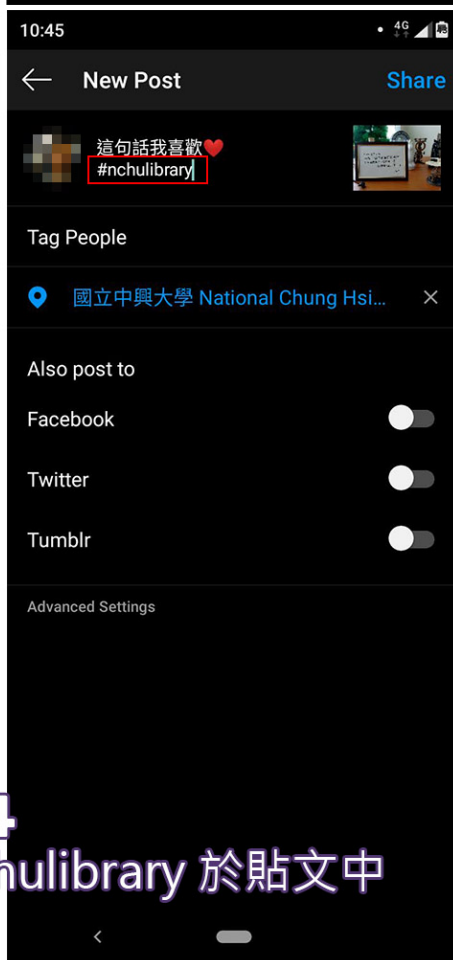 10:45
4G
New Post
Share
這句話我喜歡❤
#nchulibrary
Tag People
國立中興大學 National Chung Hsi...
Also post to
Facebook
Twitter
Tumblr
Advanced Settings
hulibrary 於貼文中